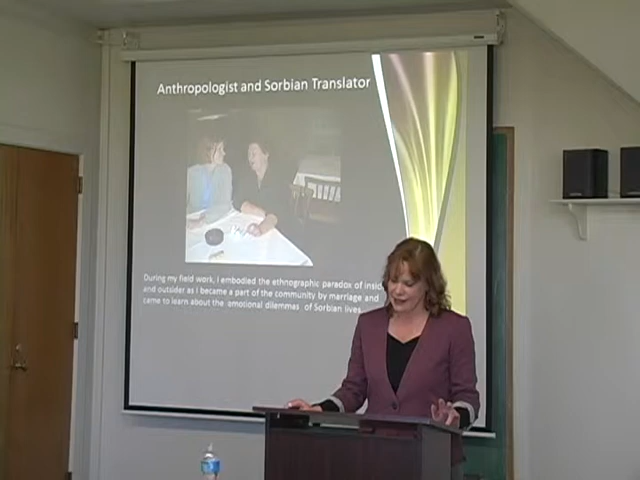 Anthropologist and Sorbian Translator
During my field work, I embodied the ethnographic paradox of insid
and outsider as I became a part of the community by marriage and
came to learn about the emotional dilemmas of Sorbian lives.